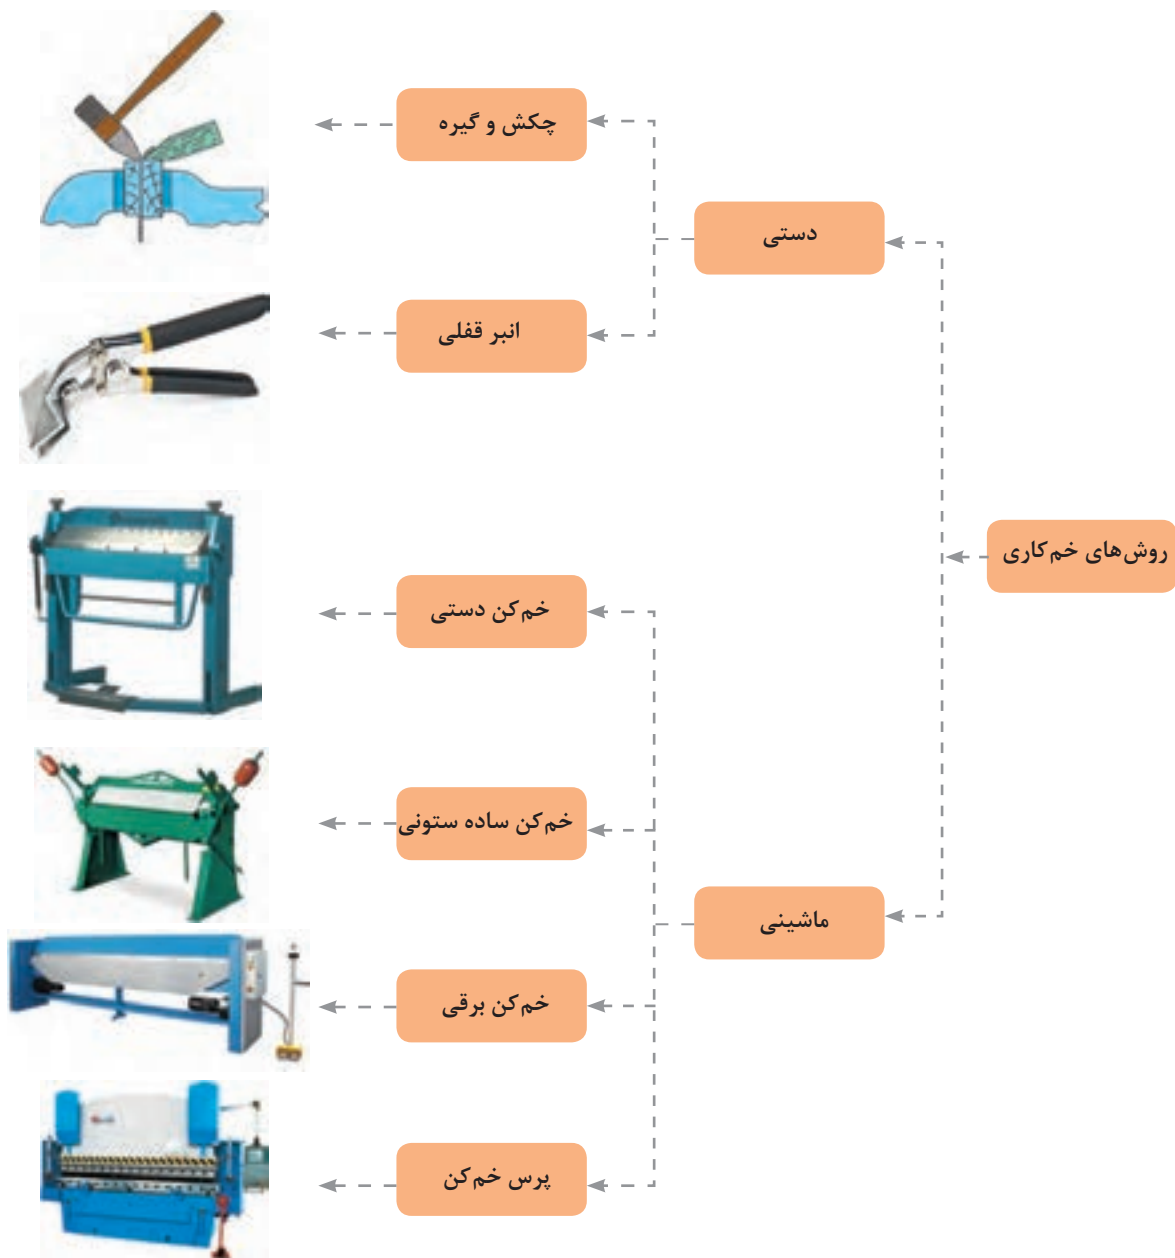 روش‌های خم‌کاری
دستی
چکش و گیره
انبر قفلی
ماشینی
خم‌کن دستی
خم‌کن ساده ستونی
خم‌کن برقی
پرس خم‌کن